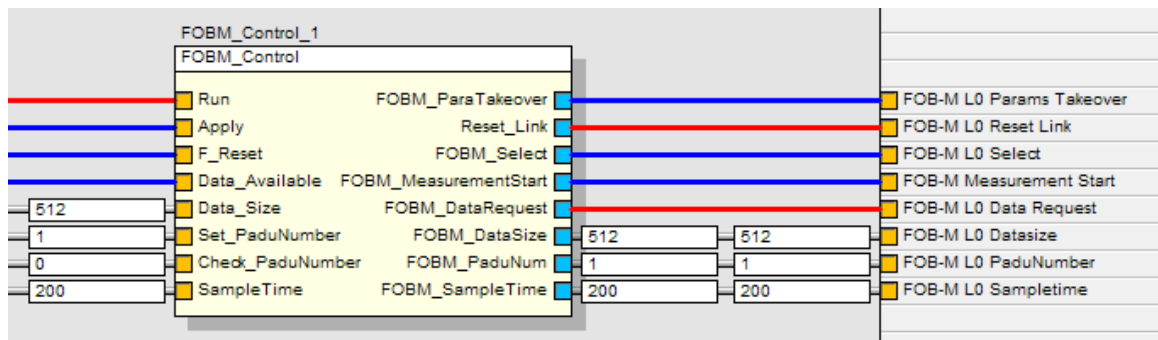 FOBM_Control_1
FOBM_Control
Run FOBM_ParaTakeover FOB-M L0 Params Takeover
Apply Reset_Link FOB-M L0 Reset Link
F_Reset FOBM_Select FOB-M L0 Select
Data_Available FOBM_MeasurementStart FOB-M Measurement Start
512 Data_Size FOBM_DataRequest FOB-M L0 Data Request
1 Set_PaduNumber FOBM_DataSize 512 512 FOB-M L0 Datasize
0 Check_PaduNumber FOBM_PaduNum 1 1 FOB-M L0 PaduNumber
200 SampleTime FOBM_SampleTime 200 200 FOB-M L0 Sampletime